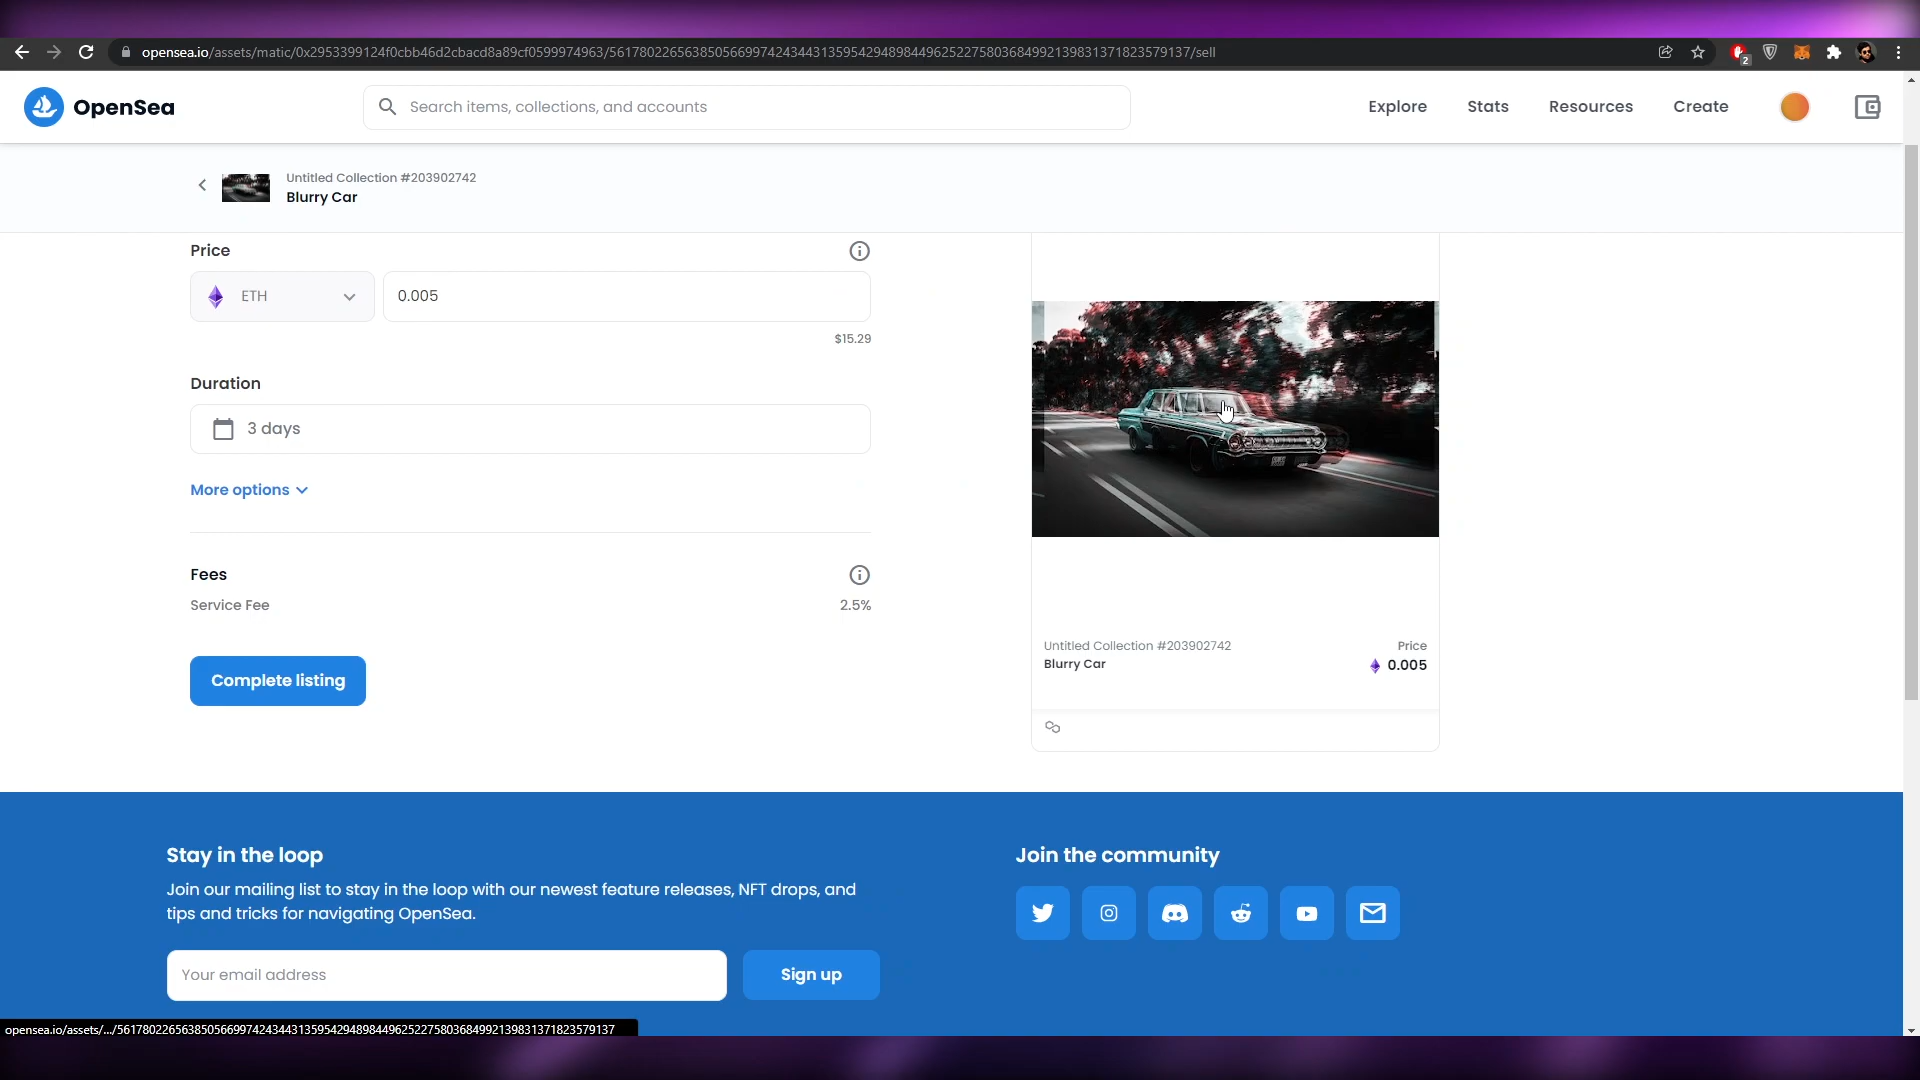 opensea.io/assets/matic/0x2953399124f0cbb46d2cbacd8a89cf0599974963/56178022656385056699742434431359542948984496252275803684992139831371823579137/sell
2
OpenSea
Search items, collections, and accounts
Explore
Stats
Resources
Create
Untitled Collection #203902742
Blurry Car
Price
ETH
0.005
$15.29
Duration
3 days
More options
Fees
Service Fee
2.5%
Complete listing
Untitled Collection #203902742
Price
Blurry Car
0.005
Stay in the loop
Join our mailing list to stay in the loop with our newest feature releases, NFT drops, and
tips and tricks for navigating OpenSea.
Your email address
Sign up
Join the community
opensea.io/assets/.../56178022656385056699742434431359542948984496252275803684992139831371823579137